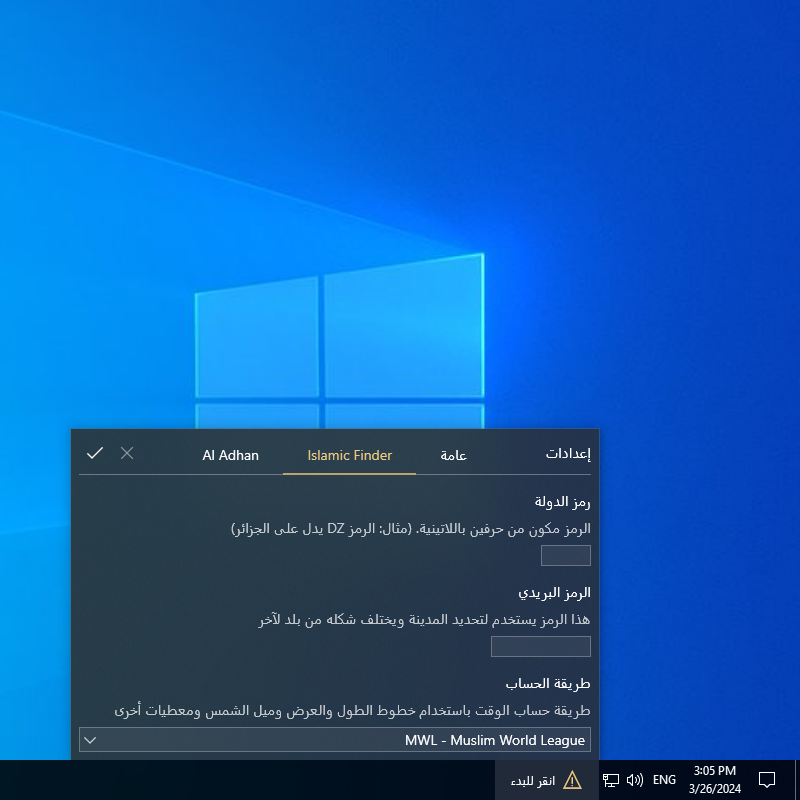 إعدادات
عامة
Islamic Finder
Al Adhan
رمز الدولة
الرمز مكون من حرفين باللاتينية. (مثال: الرمز DZ يدل على الجزائر)
الرمز البريدي
هذا الرمز يستخدم لتحديد المدينة ويختلف شكله من بلد لآخر
طريقة الحساب
طريقة حساب الوقت باستخدام خطوط الطول والعرض وميل الشمس ومعطيات أخرى
MWL - Muslim World League
انقر للبدء
ENG
3:05 PM
3/26/2024